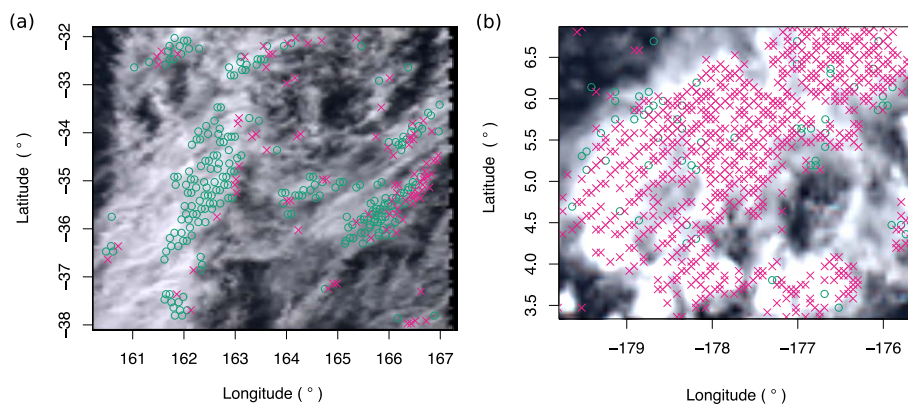 (a)
−32
−33
−34
−35
−36
−37
−38
Latitude ( ° )
161 162 163 164 165 166 167
Longitude ( ° )
(b)
6.5
6.0
5.5
5.0
4.5
4.0
3.5
Latitude ( ° )
−179 −178 −177 −176
Longitude ( ° )